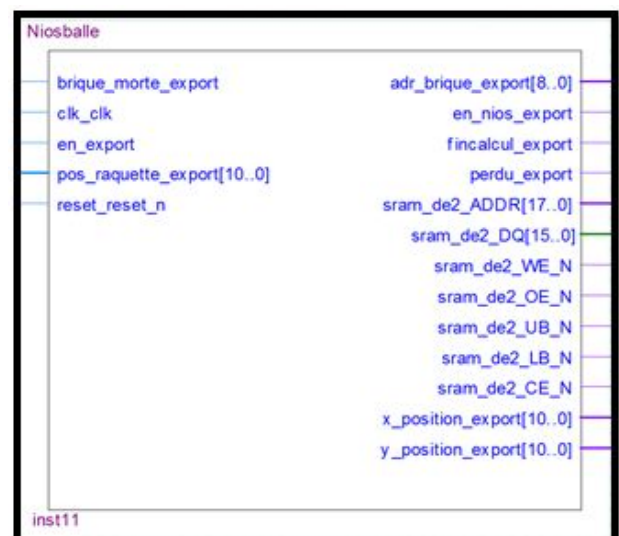 Niosballe
brique_morte_export
clk_clk
en_export
pos_raquette_export[10..0]
reset_reset_n
adr_brique_export[8..0]
en_nios_export
fincalcul_export
perdu_export
sram_de2_ADDR[17..0]
sram_de2_DQ[15..0]
sram_de2_WE_N
sram_de2_OE_N
sram_de2_UB_N
sram_de2_LB_N
sram_de2_CE_N
x_position_export[10..0]
y_position_export[10..0]
inst11